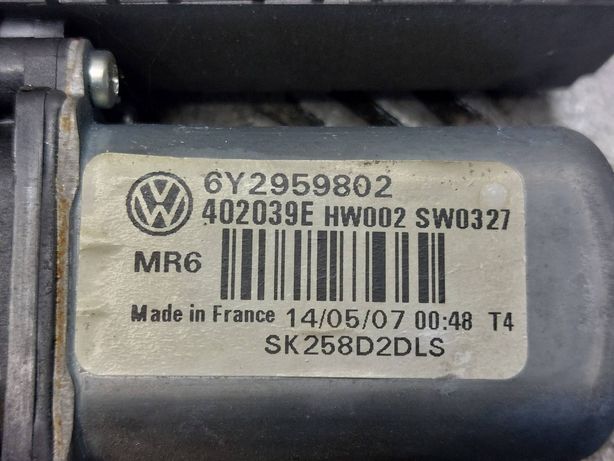 6Y2959802
402039E HW002 SW0327
MR6
Made in France 14/05/07 00:48 T4
SK258D2DLS